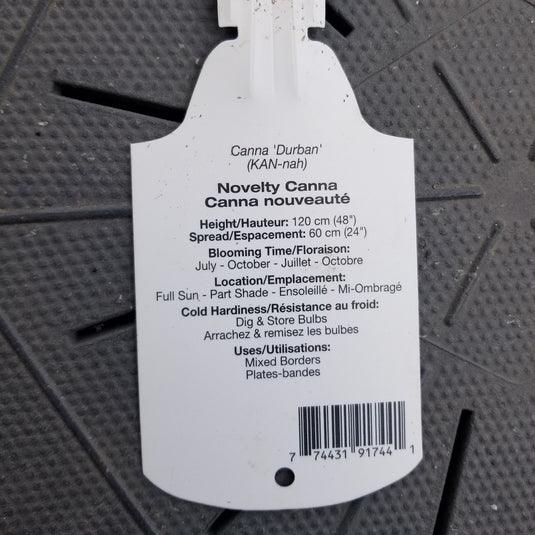 Canna 'Durban'
(KAN-nah)
Novelty Canna
Canna nouveauté
Height/Hauteur: 120 cm (48")
Spread/Espacement: 60 cm (24")
Blooming Time/Floraison:
July - October - Juillet - Octobre
Location/Emplacement:
Full Sun - Part Shade - Ensoleillé - Mi-Ombragé
Cold Hardiness/Résistance au froid:
Dig & Store Bulbs
Arrachez & remisez les bulbes
Uses/Utilisations:
Mixed Borders
Plates-bandes
7 74431 91744 1